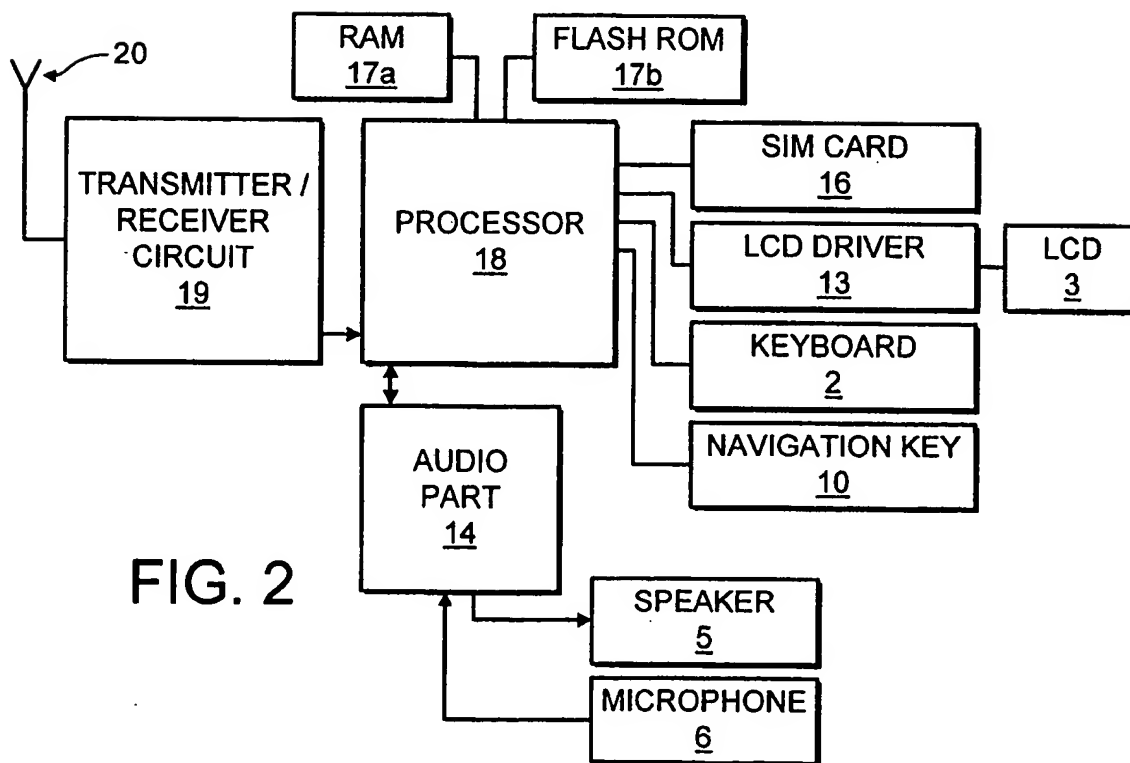 20
RAM
17a
FLASH ROM
17b
TRANSMITTER /
RECEIVER
CIRCUIT
19
PROCESSOR
18
SIM CARD
16
LCD DRIVER
13
LCD
3
KEYBOARD
2
NAVIGATION KEY
10
AUDIO
PART
14
FIG. 2
SPEAKER
5
MICROPHONE
6